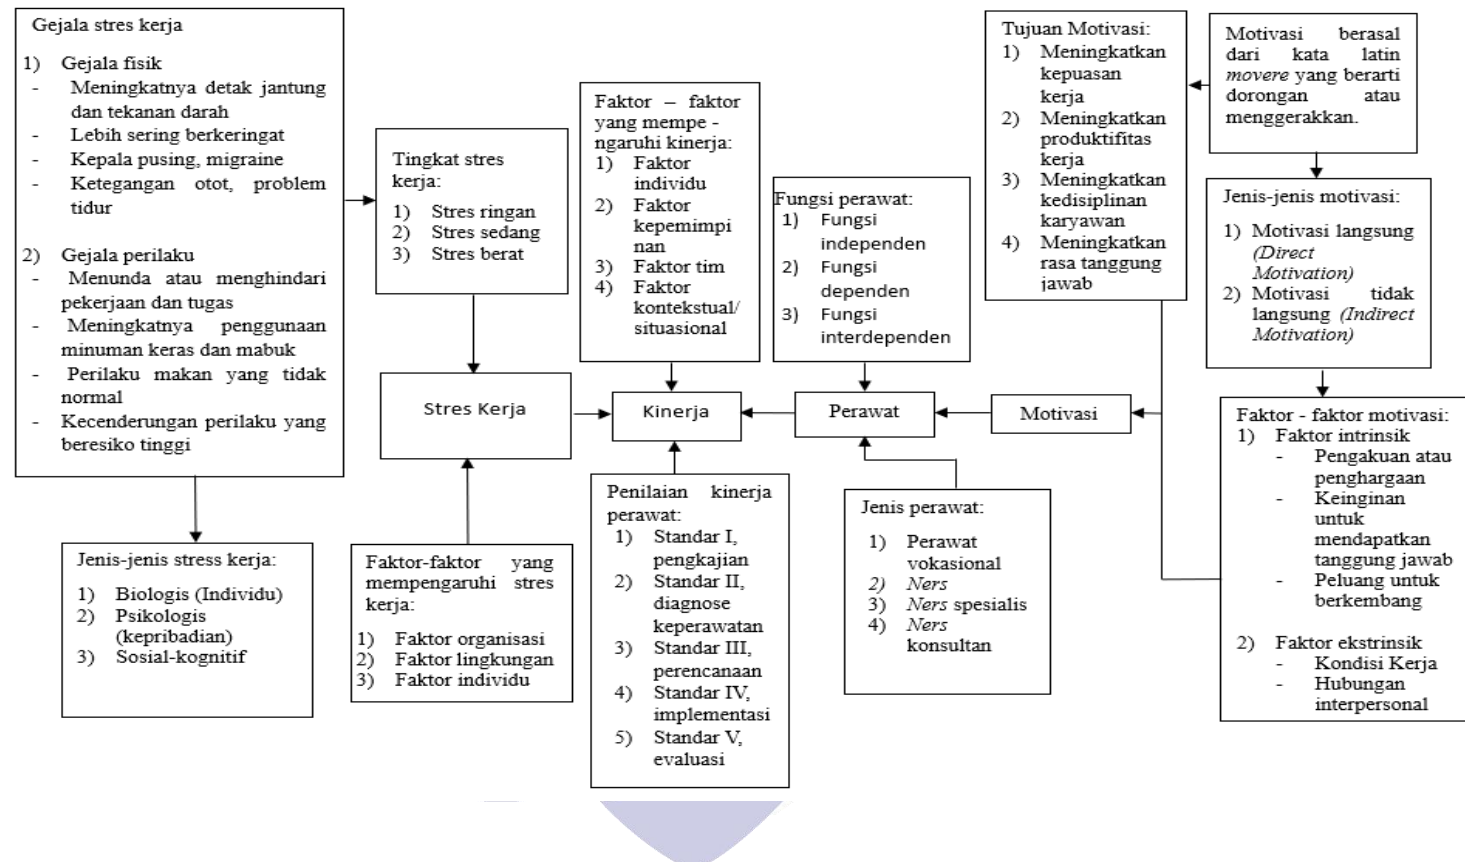 Gejala stres kerja
1) Gejala fisik
- Meningkatnya detak jantung
dan tekanan darah
- Lebih sering berkeringat
- Kepala pusing, migraine
- Ketegangan otot, problem
tidur
2) Gejala perilaku
- Menunda atau menghindari
pekerjaan dan tugas
- Meningkatnya penggunaan
minuman keras dan mabuk
- Perilaku makan yang tidak
normal
- Kecenderungan perilaku yang
beresiko tinggi
Jenis-jenis stress kerja:
1) Biologis (Individu)
2) Psikologis
(kepribadian)
3) Sosial-kognitif
Tingkat stres
kerja:
1) Stres ringan
2) Stres sedang
3) Stres berat
Stres Kerja
Faktor-faktor yang
mempengaruhi stres
kerja:
1) Faktor organisasi
2) Faktor lingkungan
3) Faktor individu
Faktor – faktor
yang mempe -
ngaruhi kinerja:
1) Faktor
individu
2) Faktor
kepemimpi
nan
3) Faktor tim
4) Faktor
kontekstual/
situasional
Kinerja
Penilaian kinerja
perawat:
1) Standar I,
pengkajian
2) Standar II,
diagnose
keperawatan
3) Standar III,
perencanaan
4) Standar IV,
implementasi
5) Standar V,
evaluasi
Fungsi perawat:
1) Fungsi
independen
2) Fungsi
dependen
3) Fungsi
interdependen
Perawat
Jenis perawat:
1) Perawat
vokasional
2) Ners
3) Ners spesialis
4) Ners
konsultan
Motivasi
Tujuan Motivasi:
1) Meningkatkan
kepuasan
kerja
2) Meningkatkan
produktifitas
kerja
3) Meningkatkan
kedisiplinan
karyawan
4) Meningkatkan
rasa tanggung
jawab
Motivasi berasal
dari kata latin
movere yang berarti
dorongan atau
menggerakkan.
Jenis-jenis motivasi:
1) Motivasi langsung
(Direct
Motivation)
2) Motivasi tidak
langsung (Indirect
Motivation)
Faktor - faktor motivasi:
1) Faktor intrinsik
- Pengakuan atau
penghargaan
- Keinginan
untuk
mendapatkan
tanggung jawab
- Peluang untuk
berkembang
2) Faktor ekstrinsik
- Kondisi Kerja
- Hubungan
interpersonal